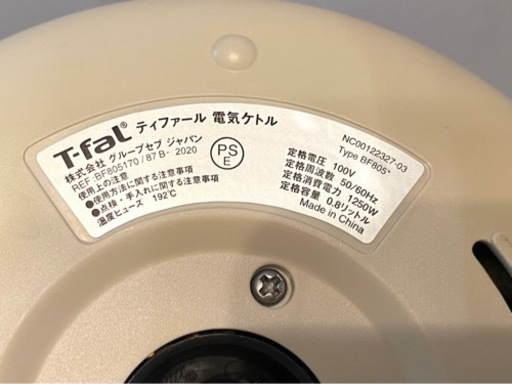 T-faL ティファール 電気ケトル
株式会社 グループセブ ジャパン
REF:BF805170/87B- 2020
使用上の注意
●使用方法に関する注意事項
●点検・手入れに関する事項
温度ヒューズ 192℃
PS
E
NC00122327-03
Type BF805*
定格電圧 100V
定格周波数 50/60Hz
定格消費電力 1250W
定格容量 0.8リットル
Made in China